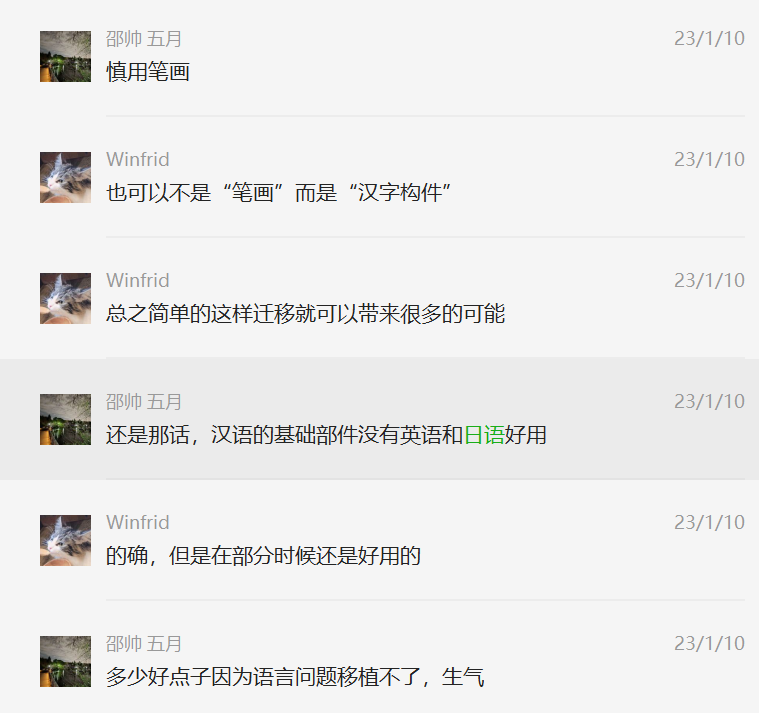 邵帅 五月 23/1/10
慎用笔画
Winfrid 23/1/10
也可以不是“笔画”而是“汉字构件”
Winfrid 23/1/10
总之简单的这样迁移就可以带来很多的可能
邵帅 五月 23/1/10
还是那话，汉语的基础部件没有英语和日语好用
Winfrid 23/1/10
的确，但是在部分时候还是好用的
邵帅 五月 23/1/10
多少好点子因为语言问题移植不了，生气